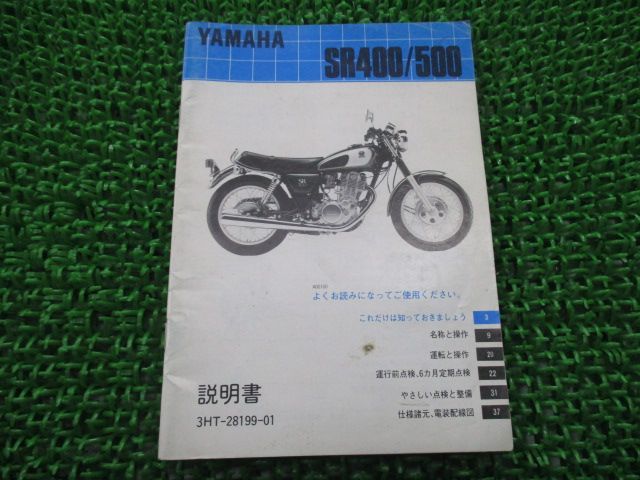 YAMAHA
SR400/500
よくお読みになってご使用ください。
これだけは知っておきましょう 3
名称と操作 9
運転と操作 20
運行前点検、6カ月定期点検 22
やさしい点検と整備 31
仕様諸元、電装配線図 37
説明書
3HT-28199-01